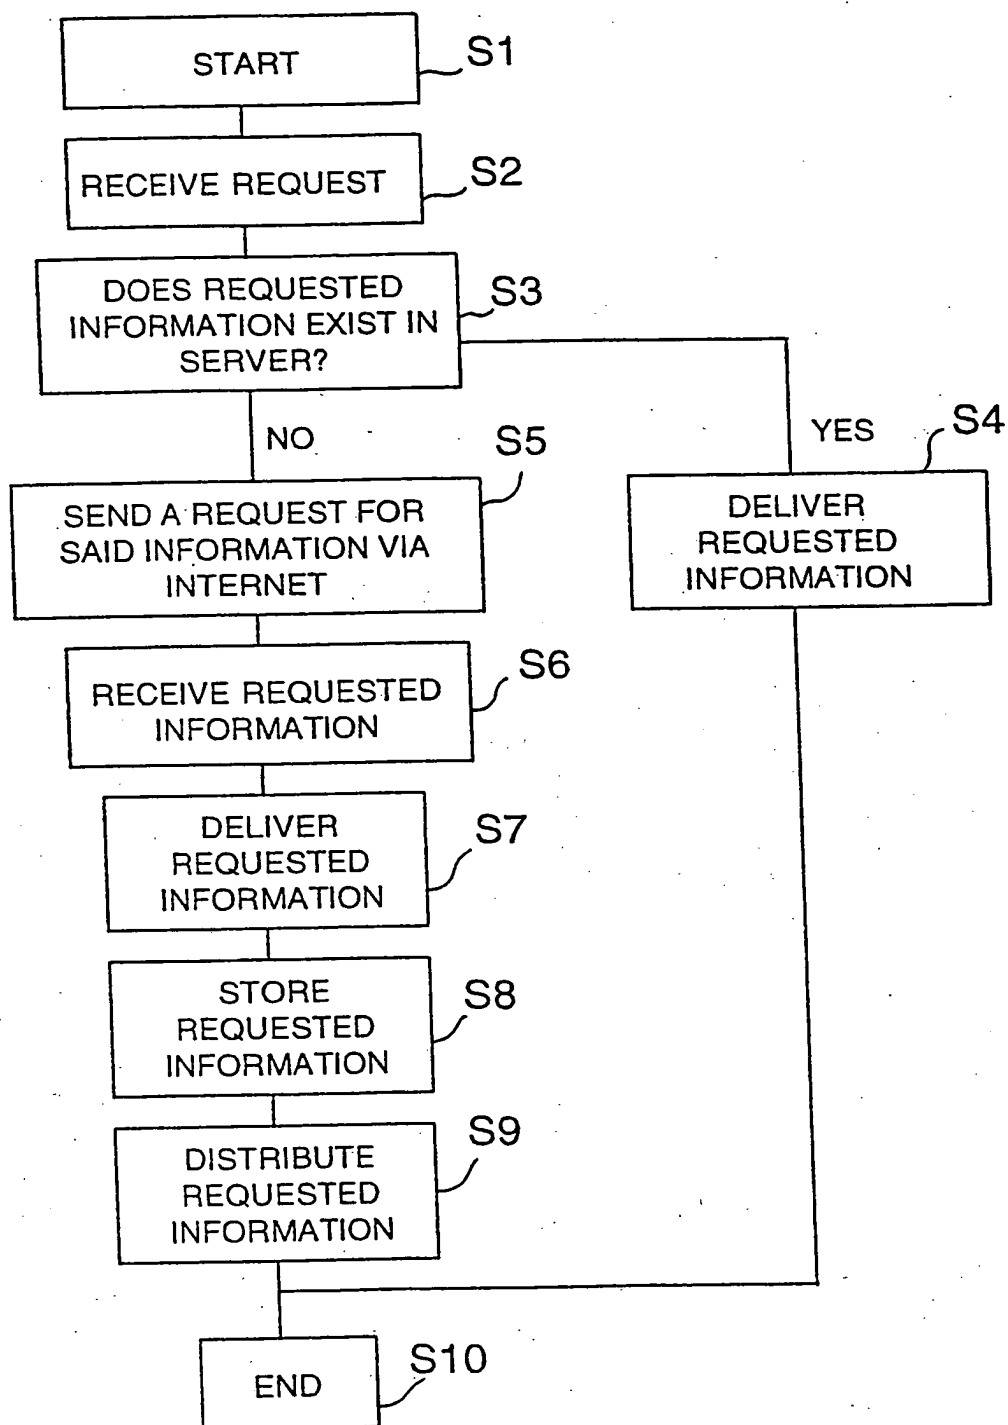 START
S1
RECEIVE REQUEST
S2
DOES REQUESTED
INFORMATION EXIST IN
SERVER?
S3
NO
YES
S4
DELIVER
REQUESTED
INFORMATION
S5
SEND A REQUEST FOR
SAID INFORMATION VIA
INTERNET
S6
RECEIVE REQUESTED
INFORMATION
S7
DELIVER
REQUESTED
INFORMATION
S8
STORE
REQUESTED
INFORMATION
S9
DISTRIBUTE
REQUESTED
INFORMATION
S10
END